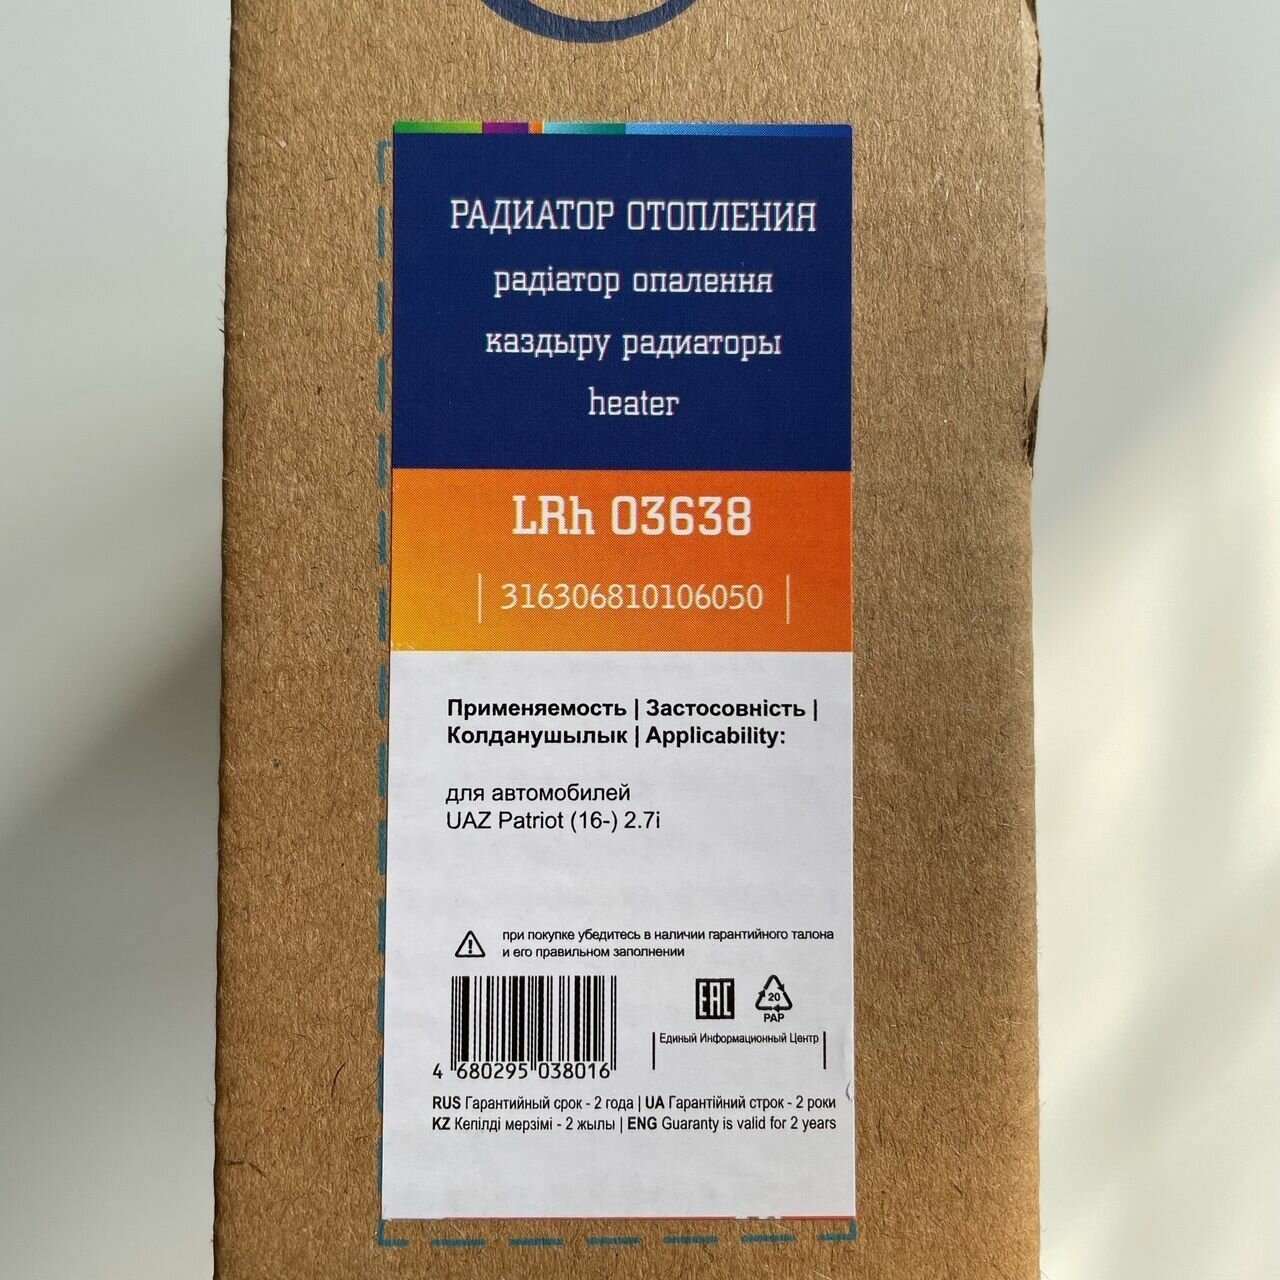 РАДИАТОР ОТОПЛЕНИЯ
радіатор опалення
каздыру радиаторы
heater
LRh 03638
| 316306810106050 |
Применяемость | Застосовність |
Колданушылык | Applicability:
для автомобилей
UAZ Patriot (16-) 2.7i
при покупке убедитесь в наличии гарантийного талона
и его правильном заполнении
EAC
20
PAP
Единый Информационный Центр
4 680295 038016
RUS Гарантийный срок - 2 года | UA Гарантійний строк - 2 роки
KZ Кепілді мерзімі - 2 жылы | ENG Guaranty is valid for 2 years